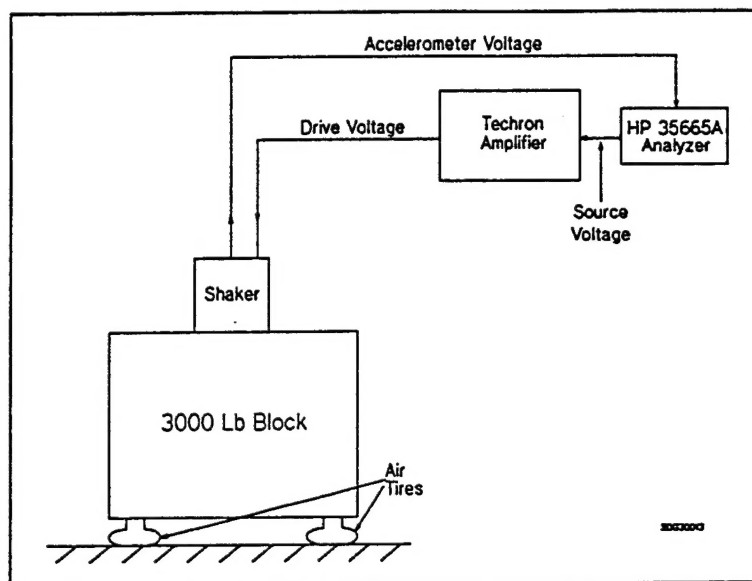 Accelerometer Voltage
Drive Voltage
Techron
Amplifier
HP 35665A
Analyzer
Source
Voltage
Shaker
3000 Lb Block
Air
Tires